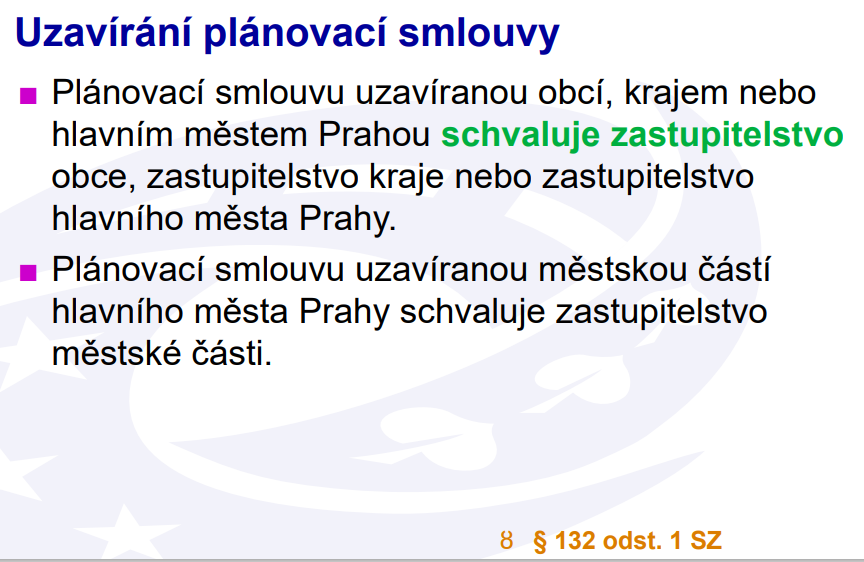 Uzavírání plánovací smlouvy
Plánovací smlouvu uzavíranou obcí, krajem nebo
hlavním městem Prahou schvaluje zastupitelstvo
obce, zastupitelstvo kraje nebo zastupitelstvo
hlavního města Prahy.
Plánovací smlouvu uzavíranou městskou částí
hlavního města Prahy schvaluje zastupitelstvo
městské části.
8 § 132 odst. 1 SZ